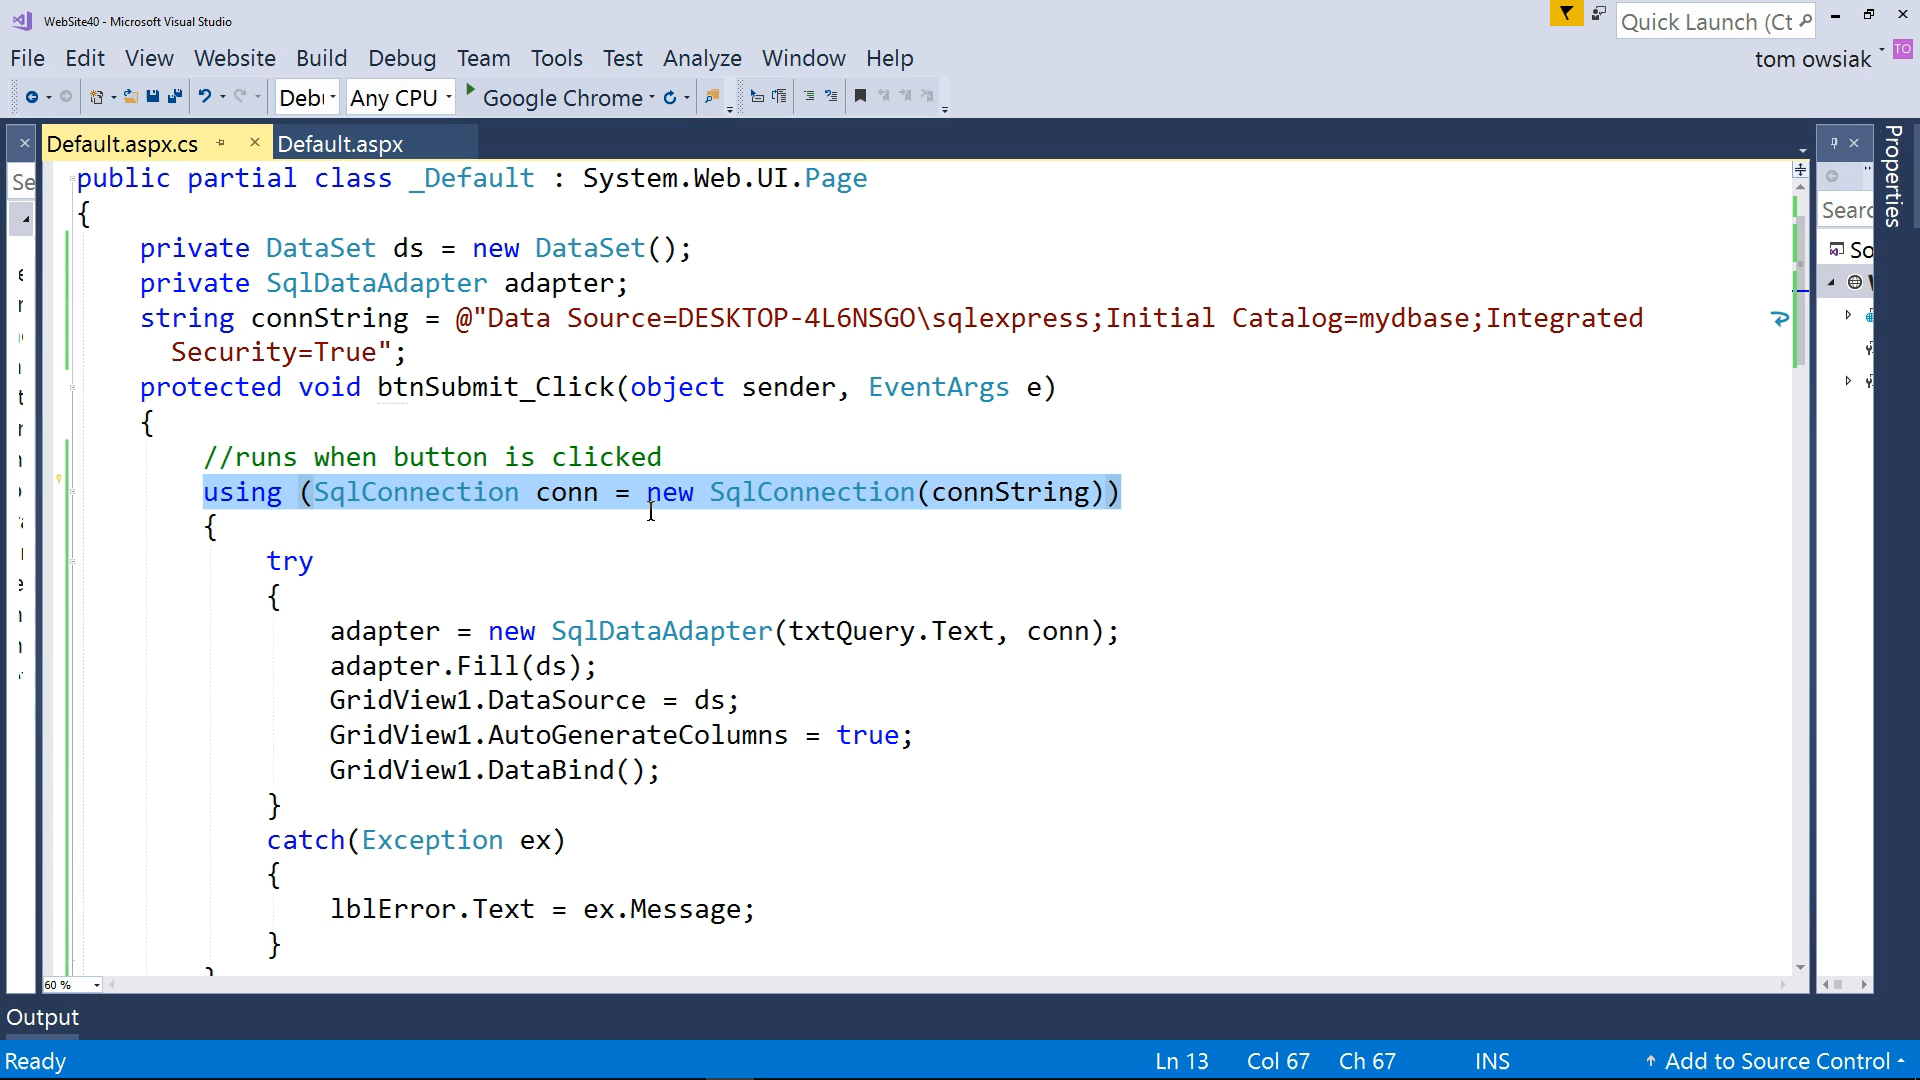 WebSite40 - Microsoft Visual Studio
Quick Launch (Ct
File Edit View Website Build Debug Team Tools Test Analyze Window Help
tom owsiak
TO
Debu Any CPU Google Chrome
Default.aspx.cs Default.aspx
public partial class _Default : System.Web.UI.Page
{
private DataSet ds = new DataSet();
private SqlDataAdapter adapter;
string connString = @"Data Source=DESKTOP-4L6NSGO\sqlexpress;Initial Catalog=mydbase;Integrated
Security=True";
protected void btnSubmit_Click(object sender, EventArgs e)
{
//runs when button is clicked
using (SqlConnection conn = new SqlConnection(connString))
{
try
{
adapter = new SqlDataAdapter(txtQuery.Text, conn);
adapter.Fill(ds);
GridView1.DataSource = ds;
GridView1.AutoGenerateColumns = true;
GridView1.DataBind();
}
catch(Exception ex)
{
lblError.Text = ex.Message;
}
60 %
Se
Properties
Searc
So
Output
Ready
Ln 13 Col 67 Ch 67 INS
Add to Source Control